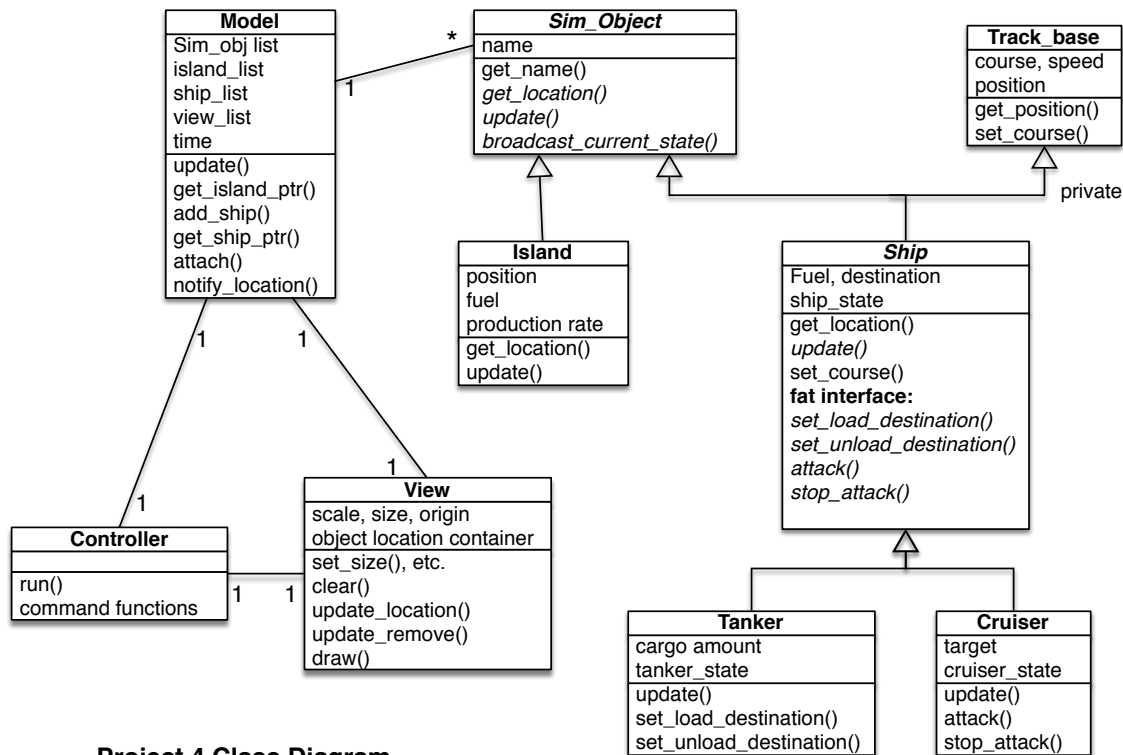 Model
Sim_obj list
island_list
ship_list
view_list
time
update()
get_island_ptr()
add_ship()
get_ship_ptr()
attach()
notify_location()
1
*
Sim_Object
name
get_name()
get_location()
update()
broadcast_current_state()
Track_base
course, speed
position
get_position()
set_course()
private
Island
position
fuel
production rate
get_location()
update()
Ship
Fuel, destination
ship_state
get_location()
update()
set_course()
fat interface:
set_load_destination()
set_unload_destination()
attack()
stop_attack()
1
1
1
1
Controller
run()
command functions
1
1
View
scale, size, origin
object location container
set_size(), etc.
clear()
update_location()
update_remove()
draw()
Tanker
cargo amount
tanker_state
update()
set_load_destination()
set_unload_destination()
Cruiser
target
cruiser_state
update()
attack()
stop_attack()
Project 4 Class Diagram